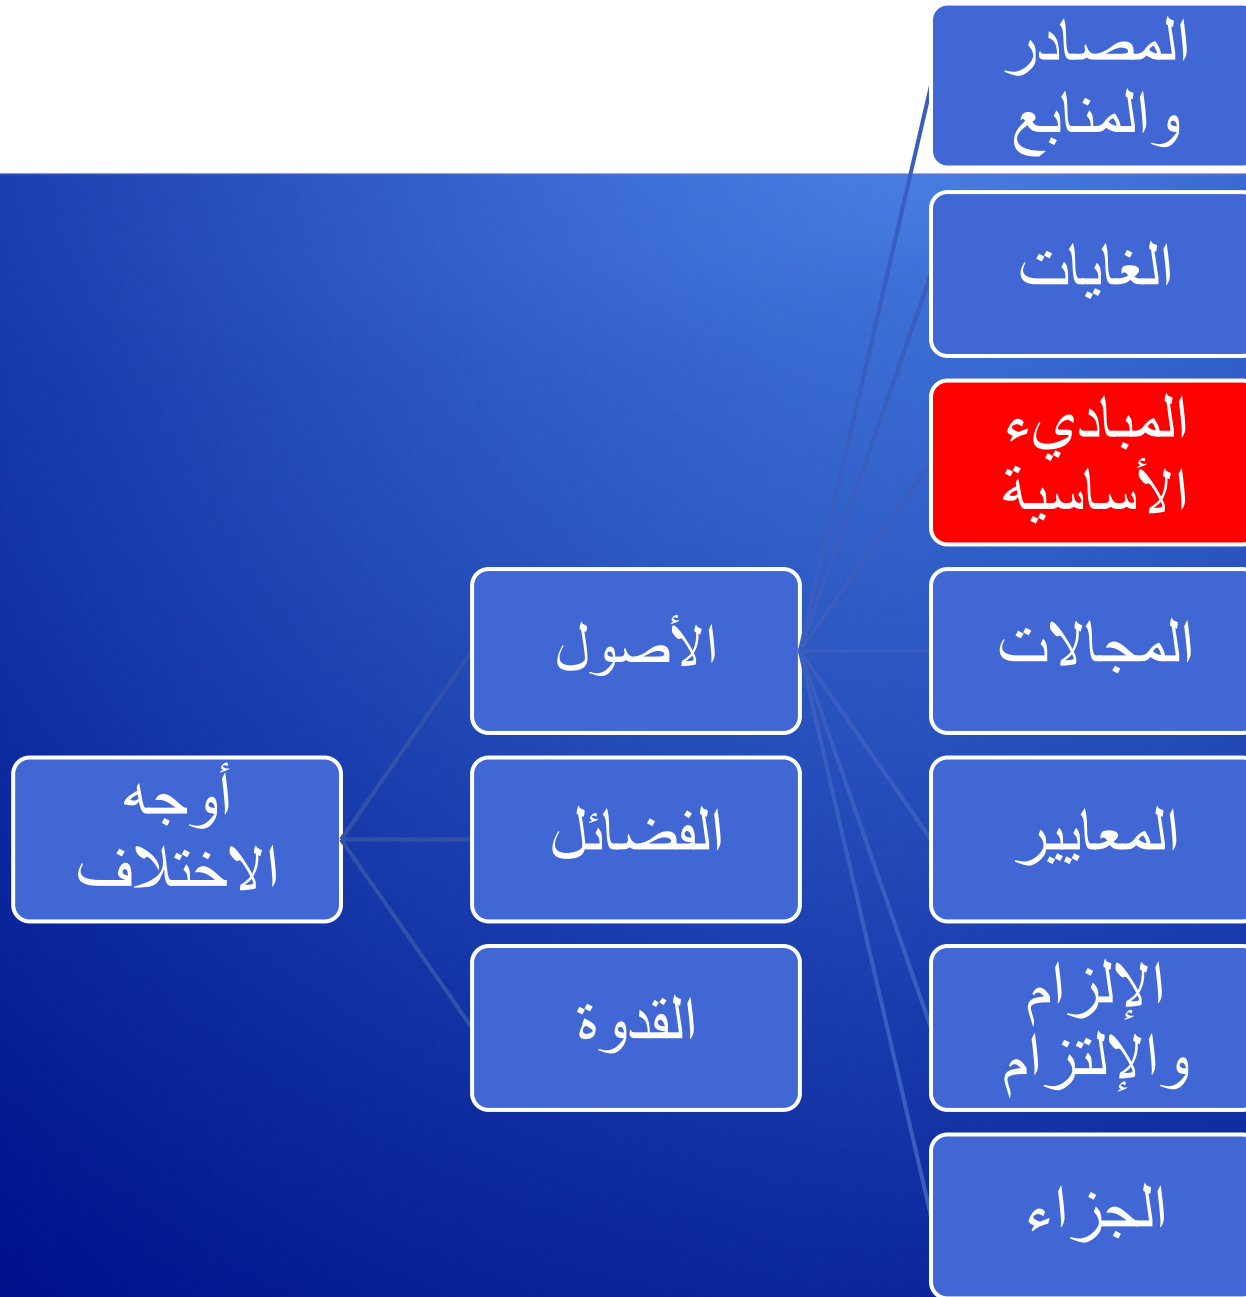 المصادر
والمنابع
الغايات
المباديء
الأساسية
الأصول
المجالات
أوجه
الاختلاف
الفضائل
المعايير
القدوة
الإلزام
والإلتزام
الجزاء